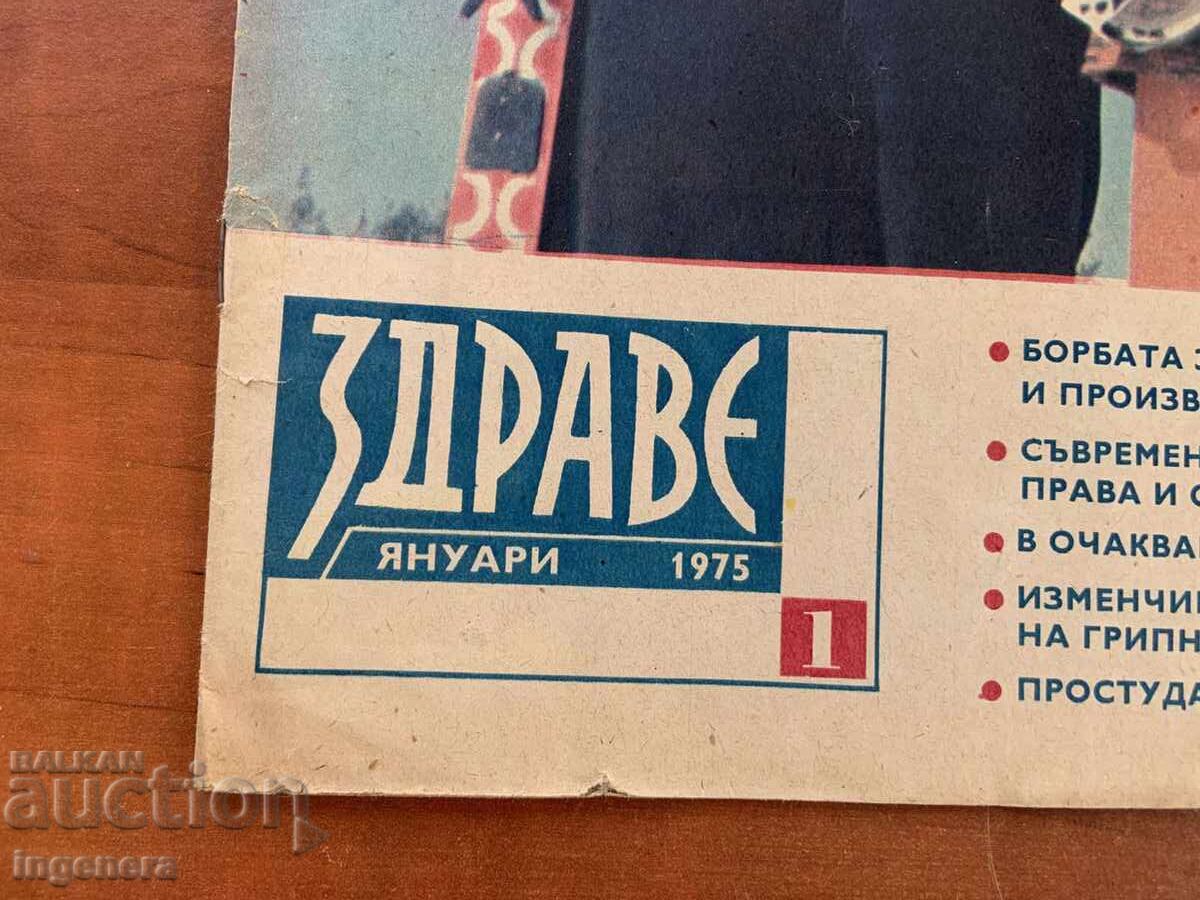 ЗДРАВЕ
ЯНУАРИ 1975
1
БОРБАТА
И ПРОИЗВ
СЪВРЕМЕН
ПРАВА И
В ОЧАКВА
ИЗМЕНЧИ
НА ГРИПН
ПРОСТУДА
BALKAN
auction
ingenera